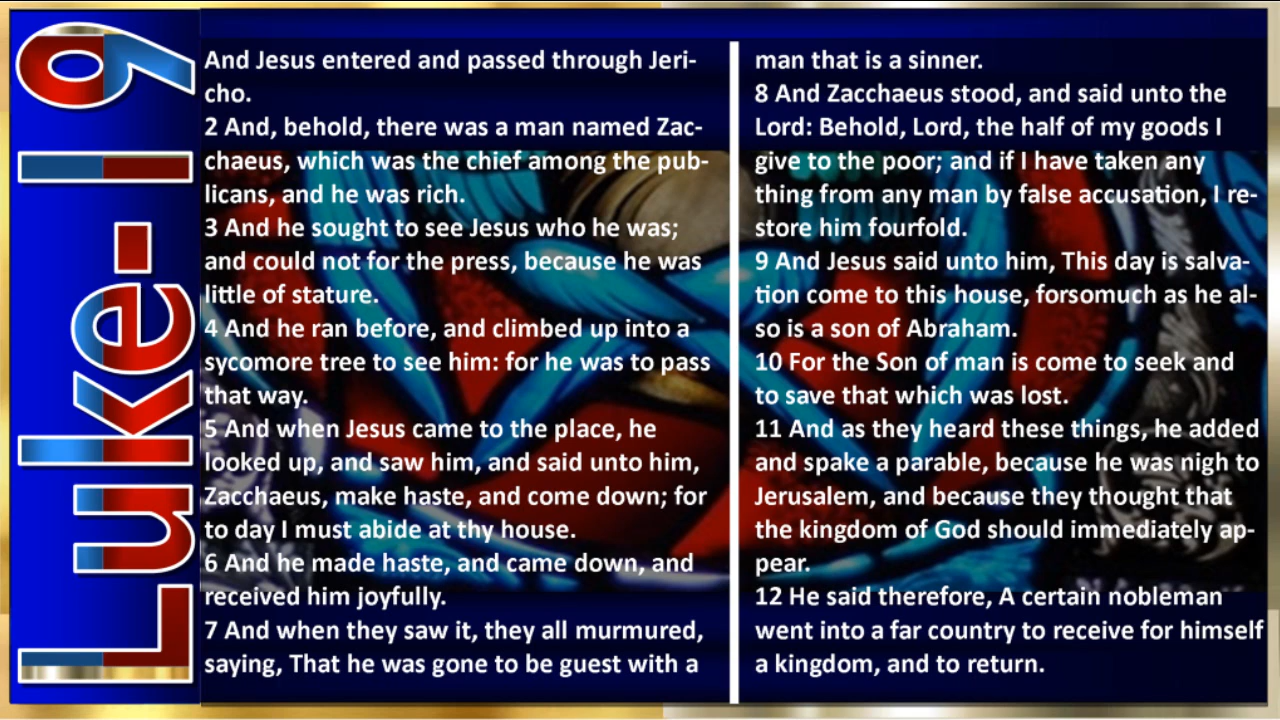 Luke-19
And Jesus entered and passed through Jeri-
cho.
2 And, behold, there was a man named Zac-
chaeus, which was the chief among the pub-
licans, and he was rich.
3 And he sought to see Jesus who he was;
and could not for the press, because he was
little of stature.
4 And he ran before, and climbed up into a
sycomore tree to see him: for he was to pass
that way.
5 And when Jesus came to the place, he
looked up, and saw him, and said unto him,
Zacchaeus, make haste, and come down; for
to day I must abide at thy house.
6 And he made haste, and came down, and
received him joyfully.
7 And when they saw it, they all murmured,
saying, That he was gone to be guest with a
man that is a sinner.
8 And Zacchaeus stood, and said unto the
Lord: Behold, Lord, the half of my goods I
give to the poor; and if I have taken any
thing from any man by false accusation, I re-
store him fourfold.
9 And Jesus said unto him, This day is salva-
tion come to this house, forsomuch as he al-
so is a son of Abraham.
10 For the Son of man is come to seek and
to save that which was lost.
11 And as they heard these things, he added
and spake a parable, because he was nigh to
Jerusalem, and because they thought that
the kingdom of God should immediately ap-
pear.
12 He said therefore, A certain nobleman
went into a far country to receive for himself
a kingdom, and to return.